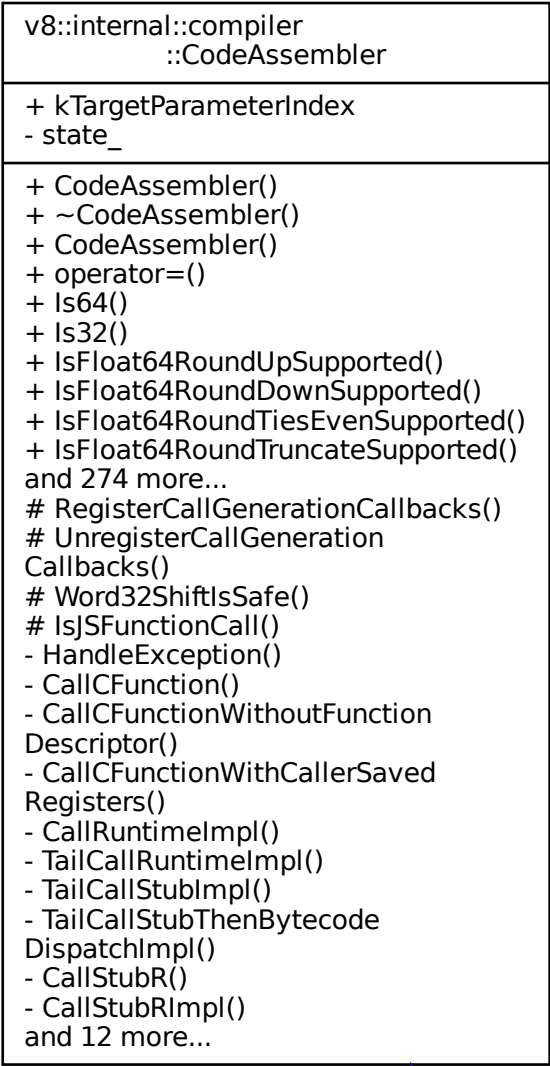 v8::internal::compiler
::CodeAssembler
+ kTargetParameterIndex
- state_
+ CodeAssembler()
+ ~CodeAssembler()
+ CodeAssembler()
+ operator=()
+ Is64()
+ Is32()
+ IsFloat64RoundUpSupported()
+ IsFloat64RoundDownSupported()
+ IsFloat64RoundTiesEvenSupported()
+ IsFloat64RoundTruncateSupported()
and 274 more...
# RegisterCallGenerationCallbacks()
# UnregisterCallGeneration
Callbacks()
# Word32ShiftIsSafe()
# IsJSFunctionCall()
- HandleException()
- CallCFunction()
- CallCFunctionWithoutFunction
Descriptor()
- CallCFunctionWithCallerSaved
Registers()
- CallRuntimeImpl()
- TailCallRuntimeImpl()
- TailCallStubImpl()
- TailCallStubThenBytecode
DispatchImpl()
- CallStubR()
- CallStubRImpl()
and 12 more...